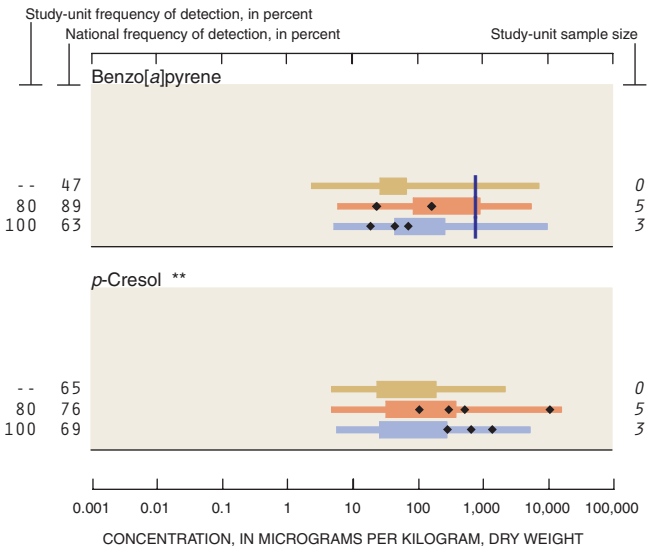 Study-unit frequency of detection, in percent
National frequency of detection, in percent
Study-unit sample size
Benzo[a]pyrene
-- 47 0
80 89 5
100 63 3
p-Cresol **
-- 65 0
80 76 5
100 69 3
0.001 0.01 0.1 1 10 100 1,000 10,000 100,000
CONCENTRATION, IN MICROGRAMS PER KILOGRAM, DRY WEIGHT